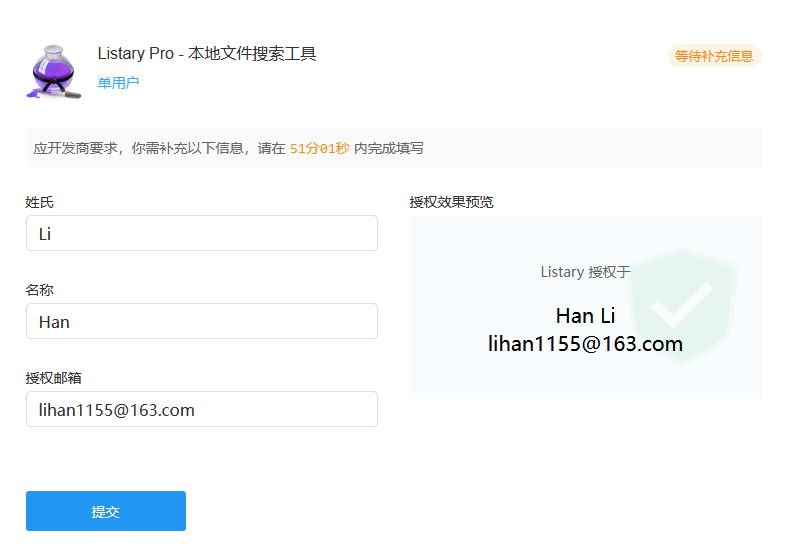 Listary Pro - 本地文件搜索工具
等待补充信息
单用户
应开发商要求，你需补充以下信息，请在 51分01秒 内完成填写
姓氏
Li
名称
Han
授权邮箱
lihan1155@163.com
提交
授权效果预览
Listary 授权于
Han Li
lihan1155@163.com